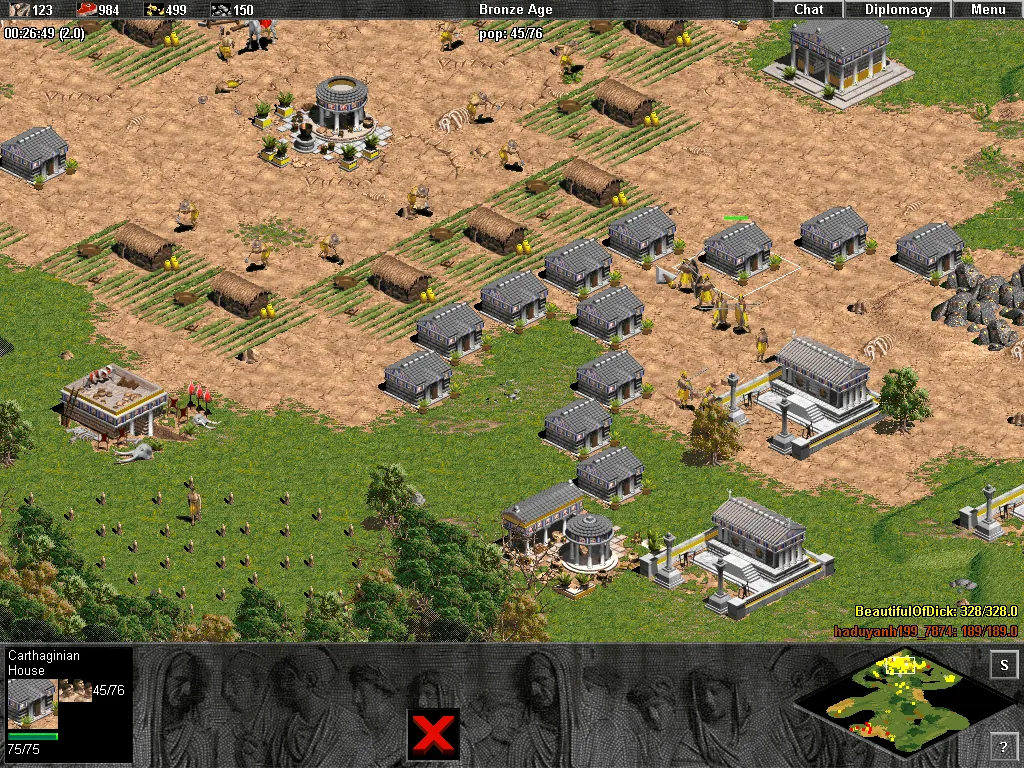 123 984 499 150 Bronze Age Chat Diplomacy Menu
00:26:49 (2.0) pop: 45/76
BeautifulOfDick: 328/328.0
haduyanh199_7874: 189/189.0
Carthaginian
House
45/76
75/75
S
?